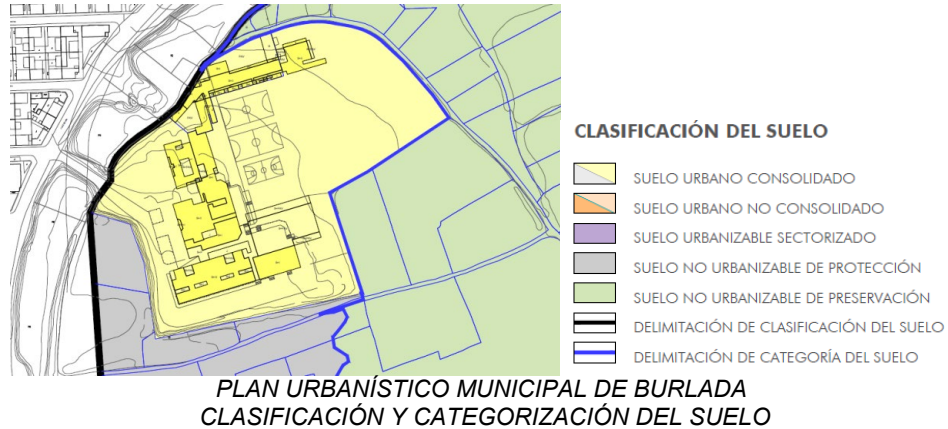 CLASIFICACIÓN DEL SUELO
SUELO URBANO CONSOLIDADO
SUELO URBANO NO CONSOLIDADO
SUELO URBANIZABLE SECTORIZADO
SUELO NO URBANIZABLE DE PROTECCIÓN
SUELO NO URBANIZABLE DE PRESERVACIÓN
DELIMITACIÓN DE CLASIFICACIÓN DEL SUELO
DELIMITACIÓN DE CATEGORÍA DEL SUELO
PLAN URBANÍSTICO MUNICIPAL DE BURLADA
CLASIFICACIÓN Y CATEGORIZACIÓN DEL SUELO